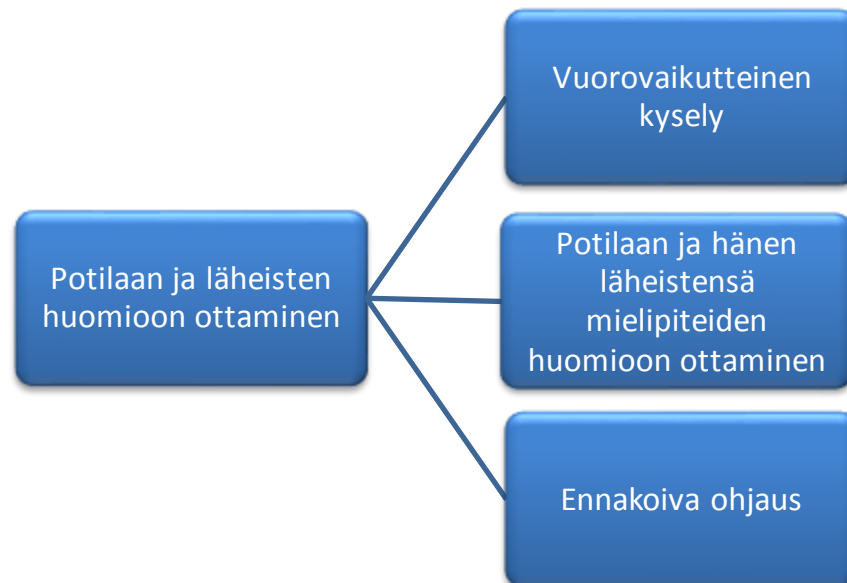 Vuorovaikutteinen
kysely
Potilaan ja läheisten
huomioon ottaminen
Potilaan ja hänen
läheistensä
mielipiteiden
huomioon ottaminen
Ennakoiva ohjaus